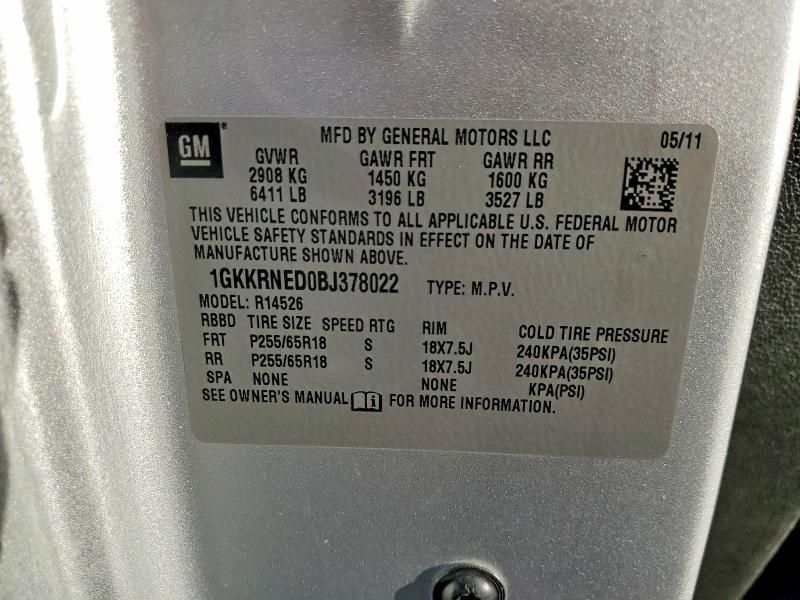 GM® MFD BY GENERAL MOTORS LLC 05/11
GVWR GAWR FRT GAWR RR
2908 KG 1450 KG 1600 KG
6411 LB 3196 LB 3527 LB
THIS VEHICLE CONFORMS TO ALL APPLICABLE U.S. FEDERAL MOTOR
VEHICLE SAFETY STANDARDS IN EFFECT ON THE DATE OF
MANUFACTURE SHOWN ABOVE.
1GKKRNED0BJ378022 TYPE: M.P.V.
MODEL: R14526
RBBD TIRE SIZE SPEED RTG RIM COLD TIRE PRESSURE
FRT P255/65R18 S 18X7.5J 240KPA(35PSI)
RR P255/65R18 S 18X7.5J 240KPA(35PSI)
SPA NONE NONE KPA(PSI)
SEE OWNER'S MANUAL i FOR MORE INFORMATION.